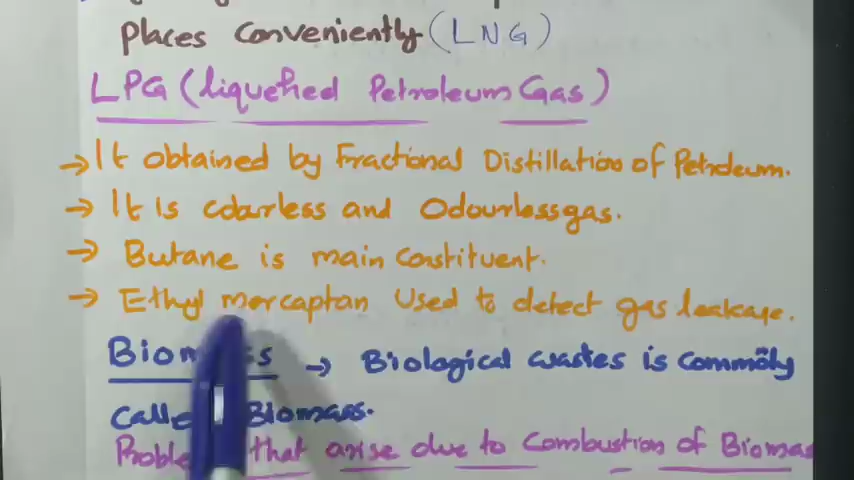 Places Conveniently (LNG)
LPG (liquefied Petroleum Gas)
→ It obtained by Fractional Distillation of Petroleum.
→ It is colourless and Odourless gas.
→ Butane is main Constituent.
→ Ethyl mercaptan Used to detect gas leakage.
Biomass → Biological wastes is commonly
Called Biomass.
that arise due to Combustion of Biomas